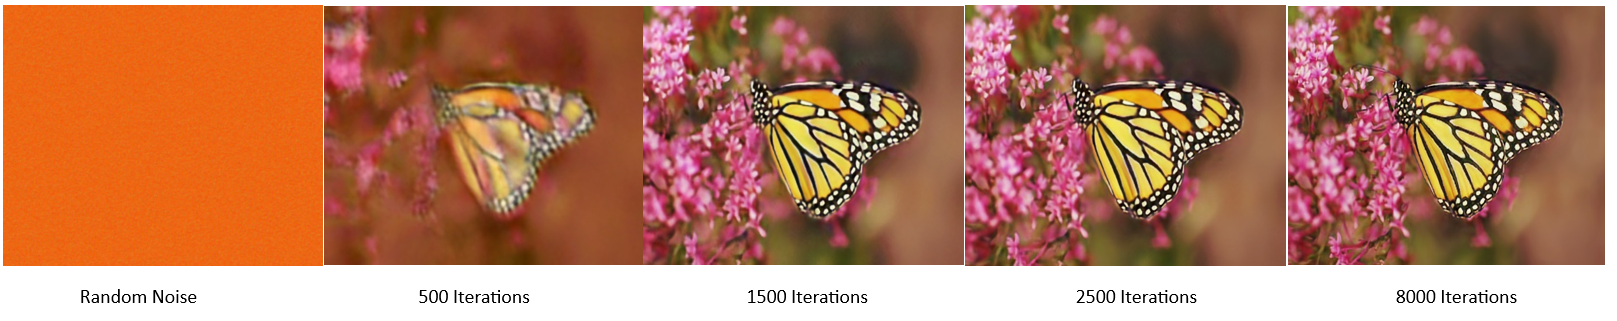 Random Noise
500 Iterations
1500 Iterations
2500 Iterations
8000 Iterations